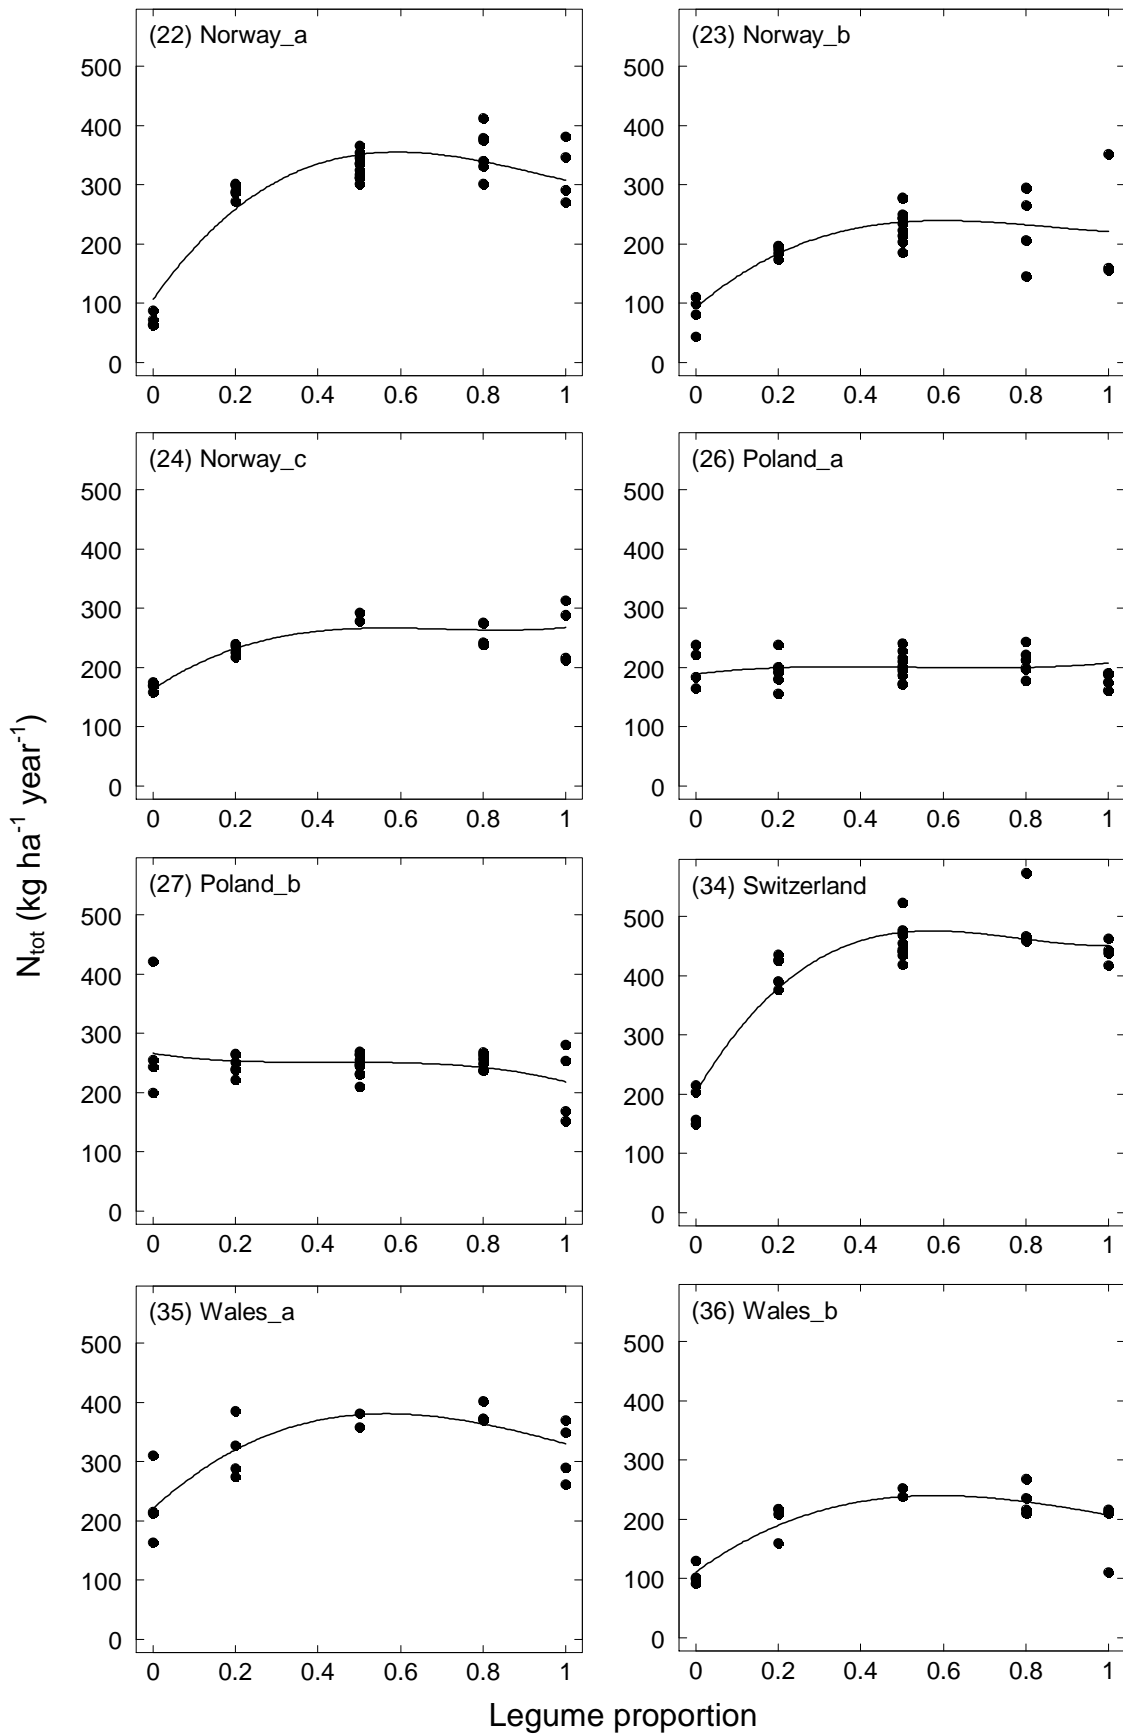 (22) Norway_a
500
400
300
200
100
0
0 0.2 0.4 0.6 0.8 1
(23) Norway_b
500
400
300
200
100
0
0 0.2 0.4 0.6 0.8 1
(24) Norway_c
500
400
300
200
100
0
0 0.2 0.4 0.6 0.8 1
(26) Poland_a
500
400
300
200
100
0
0 0.2 0.4 0.6 0.8 1
(27) Poland_b
500
400
300
200
100
0
0 0.2 0.4 0.6 0.8 1
(34) Switzerland
500
400
300
200
100
0
0 0.2 0.4 0.6 0.8 1
(35) Wales_a
500
400
300
200
100
0
0 0.2 0.4 0.6 0.8 1
(36) Wales_b
500
400
300
200
100
0
0 0.2 0.4 0.6 0.8 1
N_tot (kg ha⁻¹ year⁻¹)
Legume proportion